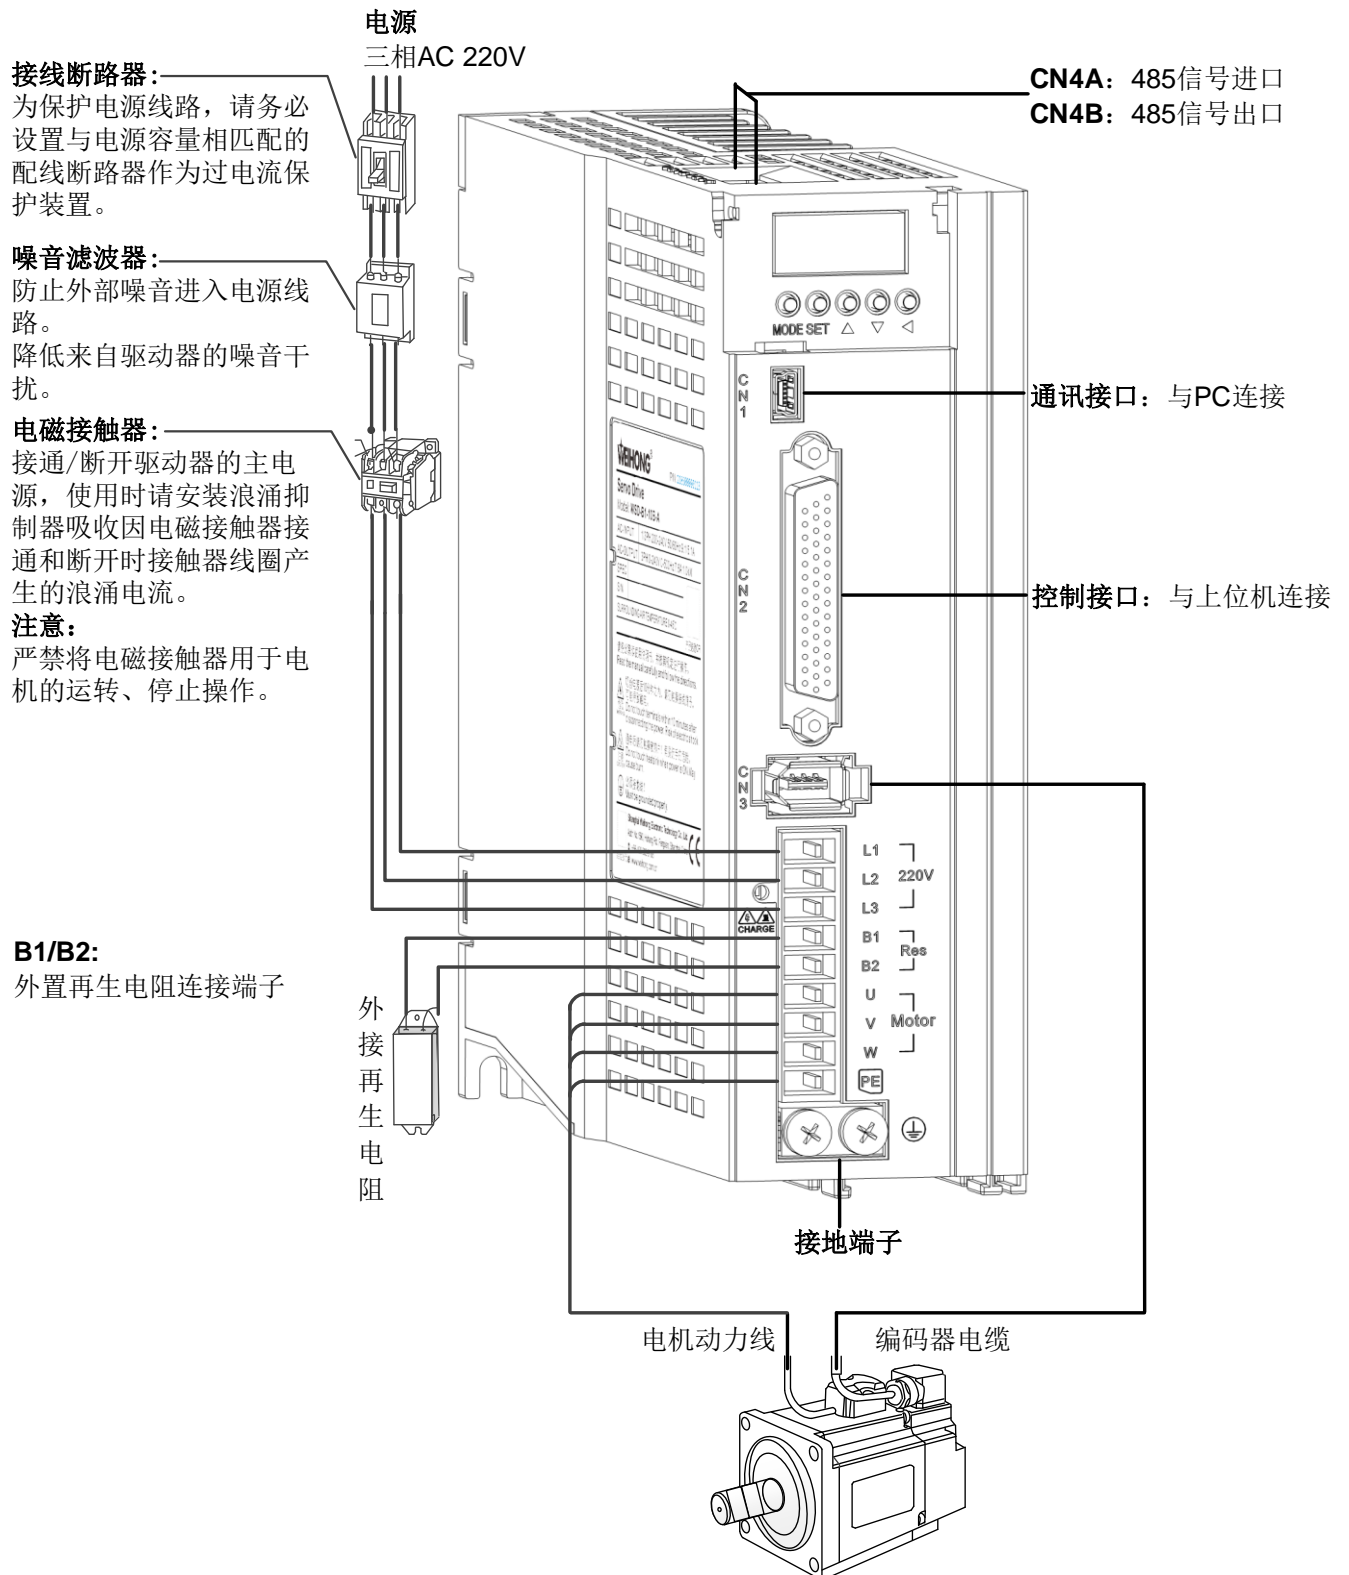 电源
三相AC 220V
接线断路器:
为保护电源线路，请务必
设置与电源容量相匹配的
配线断路器作为过电流保
护装置。
噪音滤波器:
防止外部噪音进入电源线
路。
降低来自驱动器的噪音干
扰。
电磁接触器:
接通/断开驱动器的主电
源，使用时请安装浪涌抑
制器吸收因电磁接触器接
通和断开时接触器线圈产
生的浪涌电流。
注意：
严禁将电磁接触器用于电
机的运转、停止操作。
B1/B2:
外置再生电阻连接端子
外接再生电阻
CN4A：485信号进口
CN4B：485信号出口
MODE SET △ ▽ ◁
CN1
通讯接口：与PC连接
WEIHONG
Servo Drive
CN2
控制接口：与上位机连接
CN3
L1
L2 220V
L3
CHARGE
B1
Res
B2
U
V Motor
W
PE
接地端子
电机动力线
编码器电缆